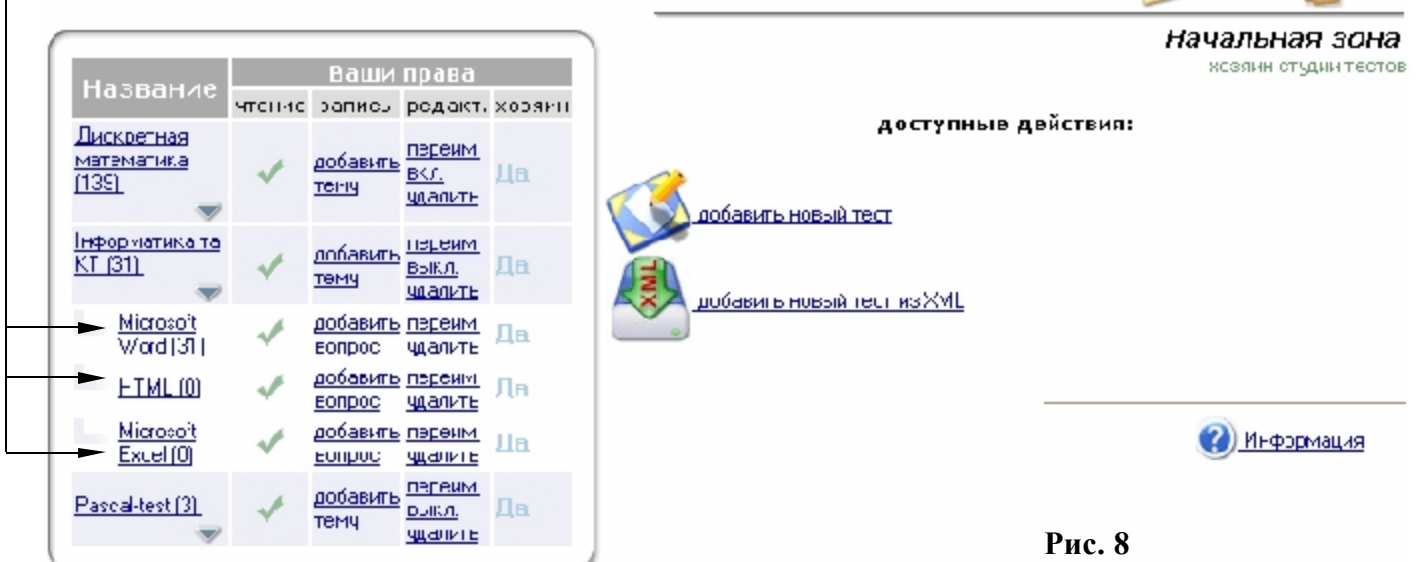 Начальная зона
хозяин студии тестов
Название
Ваши права
чтение запись редакт. хозяин
Дискретная
математика
(139)
добавить
тему
переим.
вкл.
удалить
Да
Інформатика та
КТ (31)
добавить
тему
переим.
выкл.
удалить
Да
Microsoft
Word (31)
добавить
вопрос
переим.
удалить
Да
HTML (0)
добавить
вопрос
переим.
удалить
Да
Microsoft
Excel (0)
добавить
вопрос
переим.
удалить
Да
Pascal-test (3)
добавить
тему
переим.
выкл.
удалить
Да
доступные действия:
добавить новый тест
XML
добавить новый тест из XML
? Информация
Рис. 8